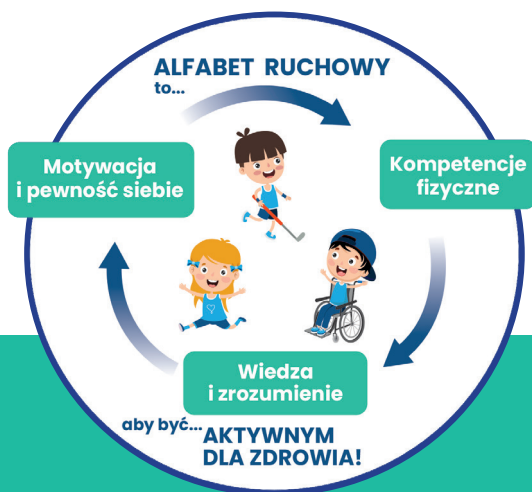 ALFABET RUCHOWY
to...
Motywacja
i pewność siebie
Kompetencje
fizyczne
Wiedza
i zrozumienie
aby być...
AKTYWNYM
DLA ZDROWIA!